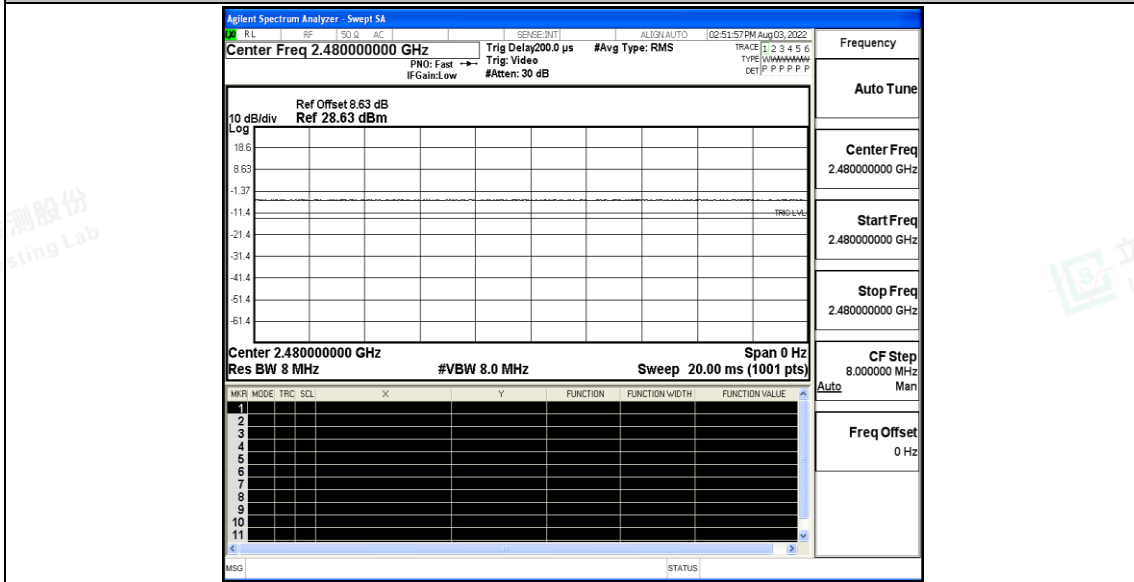 Agilent Spectrum Analyzer - Swept SA
LXI RL RF 50 Ω AC SENSE:INT ALIGN AUTO 02:51:57 PM Aug 03, 2022
Center Freq 2.480000000 GHz
PNO: Fast
IFGain:Low
Trig Delay200.0 µs
Trig: Video
#Atten: 30 dB
#Avg Type: RMS
TRACE 1 2 3 4 5 6
TYPE WWWWWW
DET P P P P P P
Ref Offset 8.63 dB
10 dB/div Ref 28.63 dBm
Log
18.6
8.63
-1.37
-11.4
-21.4
-31.4
-41.4
-51.4
-61.4
TRIG LVL
Center 2.480000000 GHz Span 0 Hz
Res BW 8 MHz #VBW 8.0 MHz Sweep 20.00 ms (1001 pts)
MKR MODE TRC SCL X Y FUNCTION FUNCTION WIDTH FUNCTION VALUE
1
2
3
4
5
6
7
8
9
10
11
MSG STATUS
Frequency
Auto Tune
Center Freq
2.480000000 GHz
Start Freq
2.480000000 GHz
Stop Freq
2.480000000 GHz
CF Step
8.000000 MHz
Auto Man
Freq Offset
0 Hz
测股份
sting Lab
立
LCS